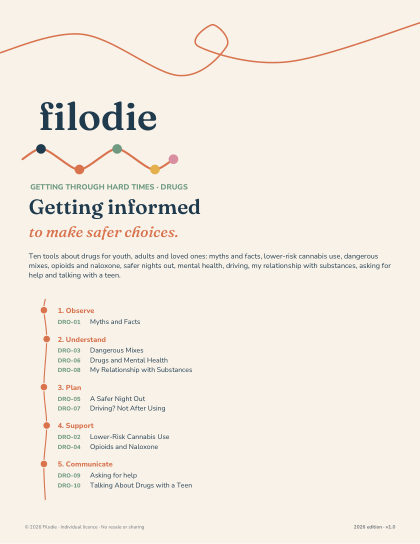 filodie
GETTING THROUGH HARD TIMES · DRUGS
Getting informed
to make safer choices.
Ten tools about drugs for youth, adults and loved ones: myths and facts, lower-risk cannabis use, dangerous
mixes, opioids and naloxone, safer nights out, mental health, driving, my relationship with substances, asking for
help and talking with a teen.
1. Observe
DRO-01 Myths and Facts
2. Understand
DRO-03 Dangerous Mixes
DRO-06 Drugs and Mental Health
DRO-08 My Relationship with Substances
3. Plan
DRO-05 A Safer Night Out
DRO-07 Driving? Not After Using
4. Support
DRO-02 Lower-Risk Cannabis Use
DRO-04 Opioids and Naloxone
5. Communicate
DRO-09 Asking for help
DRO-10 Talking About Drugs with a Teen
© 2026 Filodie · Individual licence · No resale or sharing
2026 edition · v1.0